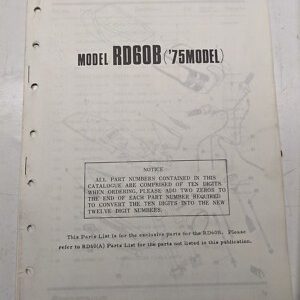 MODEL RD60B ('75MODEL)
NOTICE
ALL PART NUMBERS CONTAINED IN THIS
CATALOGUE ARE COMPRISED OF TEN DIGITS
WHEN ORDERING, PLEASE ADD TWO ZEROS TO
THE END OF EACH PART NUMBER REQUIRED
TO CONVERT THE TEN DIGITS INTO THE NEW
TWELVE DIGIT NUMBERS.
This Parts List is for the exclusive parts for the RD60B. Please
refer to RD60(A) Parts List for the parts not listed in this publication.